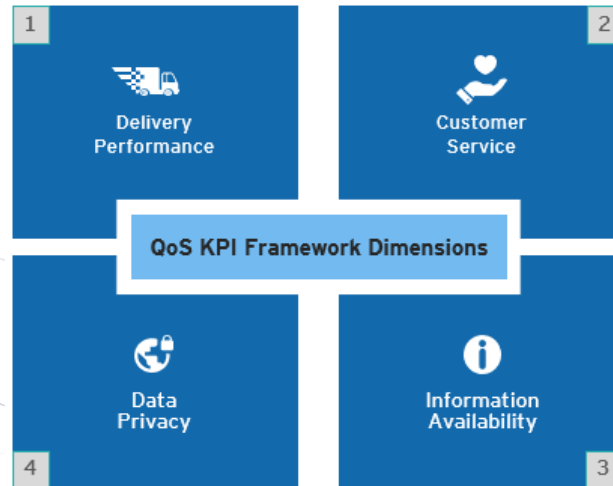 1
Delivery
Performance
2
Customer
Service
QoS KPI Framework Dimensions
Data
Privacy
4
Information
Availability
3